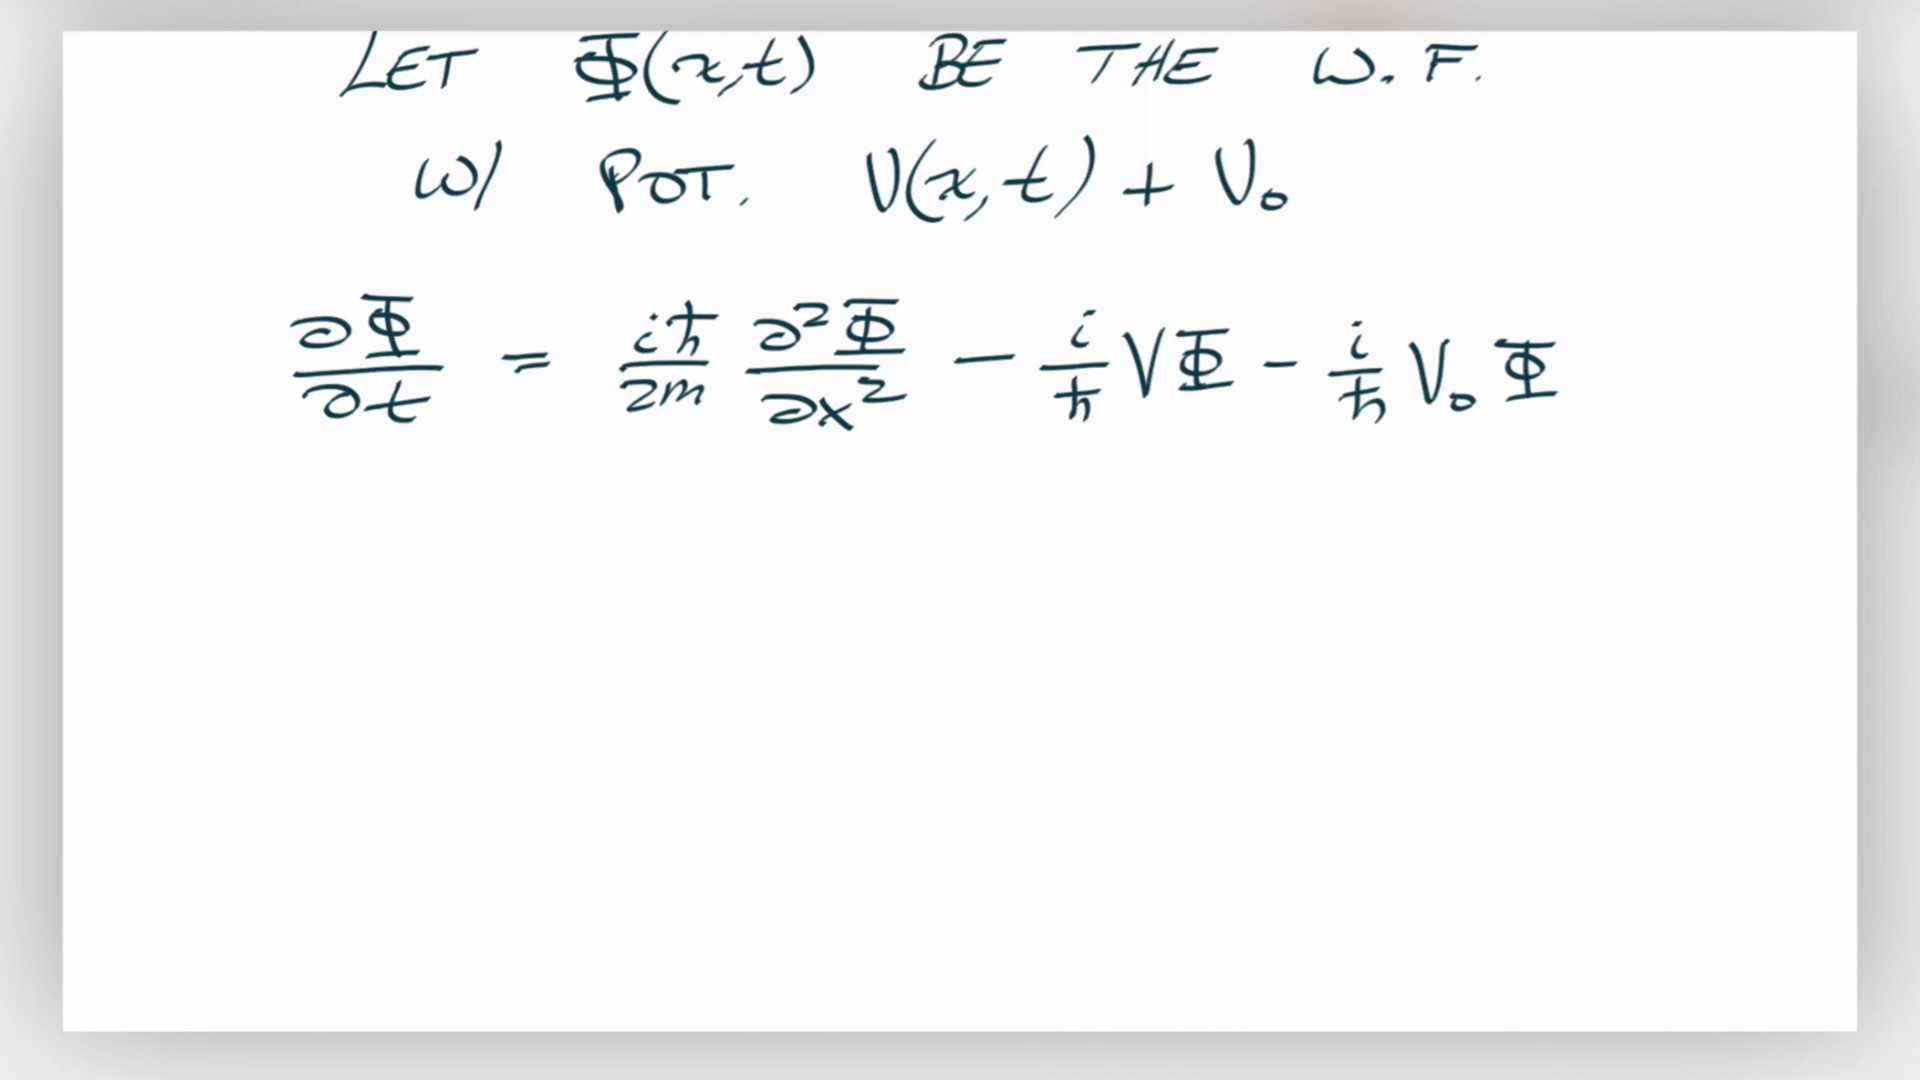 LET Φ(x,t) BE THE W.F.
W/ POT. V(x,t) + V₀
∂Φ/∂t = iħ/2m ∂²Φ/∂x² − i/ħ VΦ − i/ħ V₀Φ